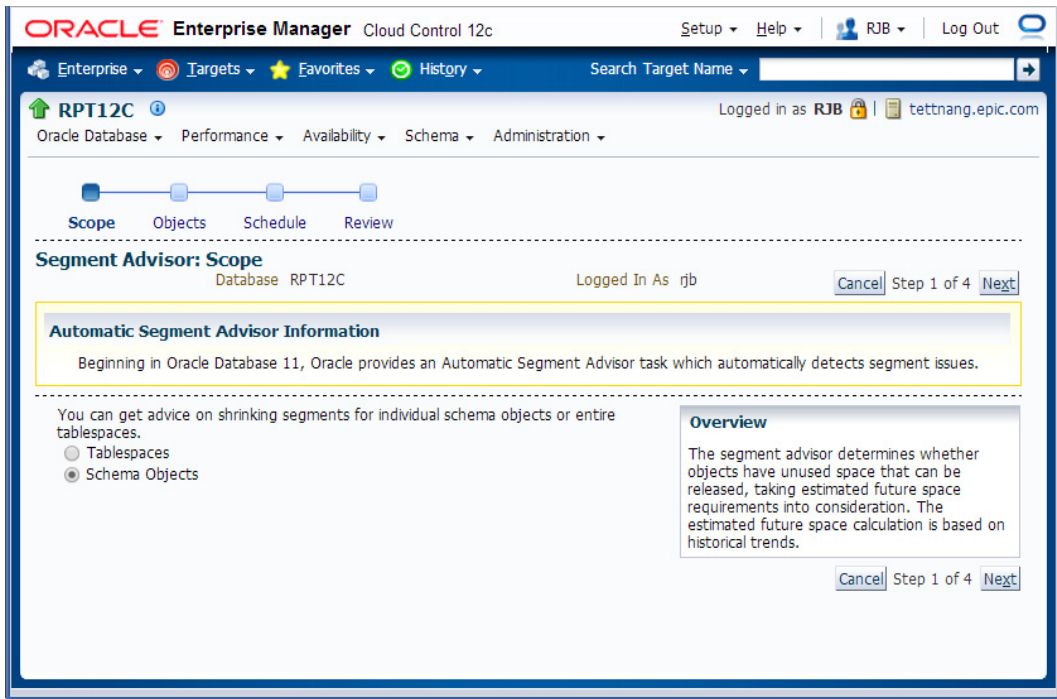 ORACLE Enterprise Manager Cloud Control 12c Setup Help RJB Log Out
Enterprise Targets Favorites History Search Target Name
RPT12C Logged in as RJB tettnang.epic.com
Oracle Database Performance Availability Schema Administration
Scope Objects Schedule Review
Segment Advisor: Scope
Database RPT12C Logged In As rjb Cancel Step 1 of 4 Next
Automatic Segment Advisor Information
Beginning in Oracle Database 11, Oracle provides an Automatic Segment Advisor task which automatically detects segment issues.
You can get advice on shrinking segments for individual schema objects or entire
tablespaces.
Tablespaces
Schema Objects
Overview
The segment advisor determines whether
objects have unused space that can be
released, taking estimated future space
requirements into consideration. The
estimated future space calculation is based on
historical trends.
Cancel Step 1 of 4 Next